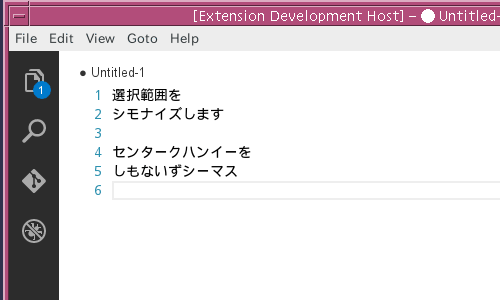 [Extension Development Host] – ● Untitled-
File Edit View Goto Help
● Untitled-1
1
1 選択範囲を
2 シモナイズします
3
4 センタークハンイーを
5 しもないずシーマス
6